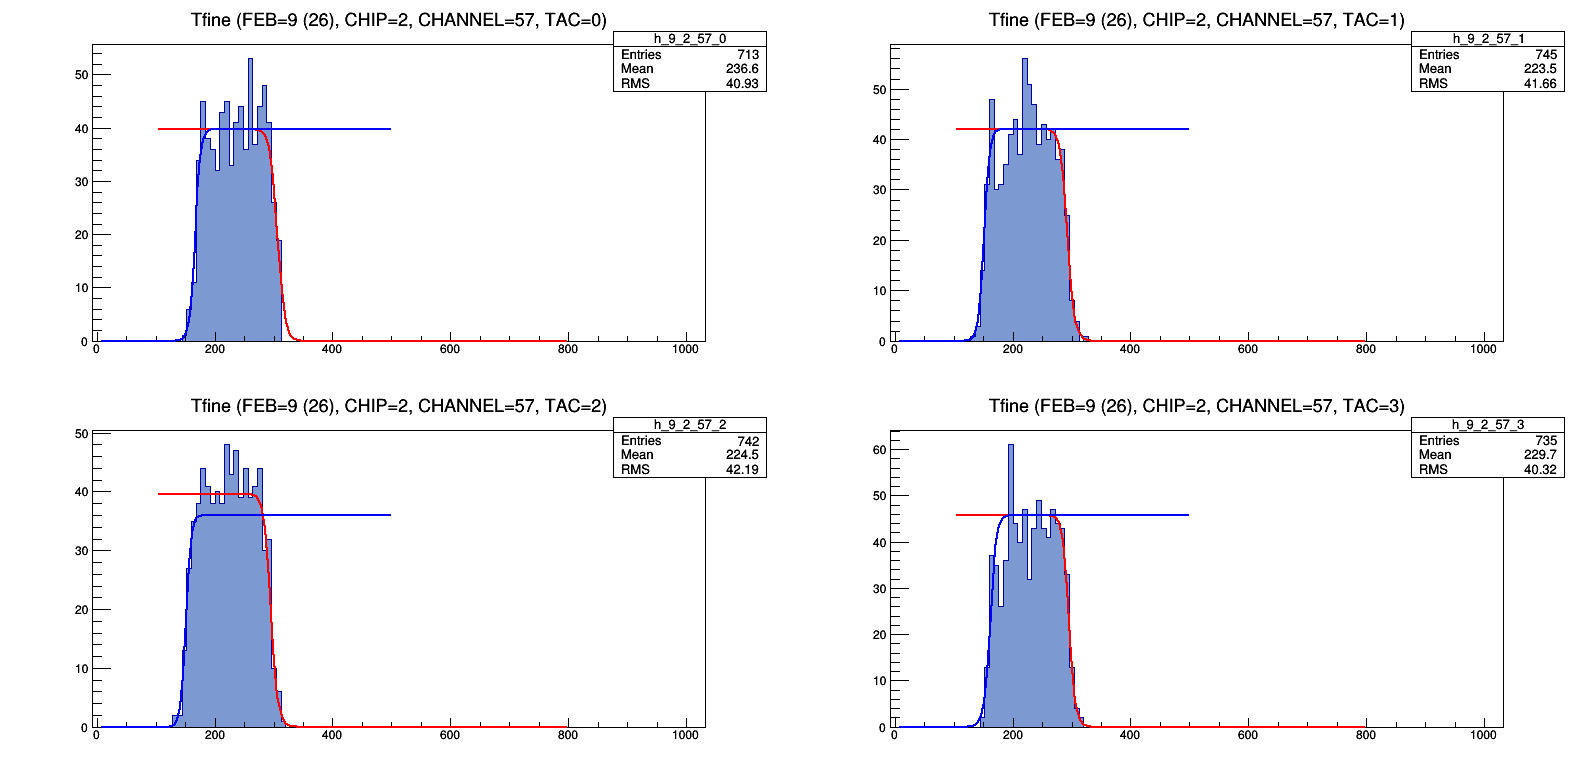 Tfine (FEB=9 (26), CHIP=2, CHANNEL=57, TAC=0)
h_9_2_57_0
Entries 713
Mean 236.6
RMS 40.93
50
40
30
20
10
0
0 200 400 600 800 1000
Tfine (FEB=9 (26), CHIP=2, CHANNEL=57, TAC=1)
h_9_2_57_1
Entries 745
Mean 223.5
RMS 41.66
50
40
30
20
10
0
0 200 400 600 800 1000
Tfine (FEB=9 (26), CHIP=2, CHANNEL=57, TAC=2)
h_9_2_57_2
Entries 742
Mean 224.5
RMS 42.19
50
40
30
20
10
0
0 200 400 600 800 1000
Tfine (FEB=9 (26), CHIP=2, CHANNEL=57, TAC=3)
h_9_2_57_3
Entries 735
Mean 229.7
RMS 40.32
60
50
40
30
20
10
0
0 200 400 600 800 1000